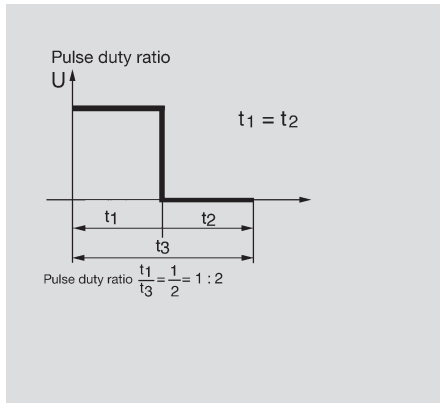 Pulse duty ratio
U
t1 = t2
t1 t2
t3
Pulse duty ratio t1/t3 = 1/2 = 1 : 2